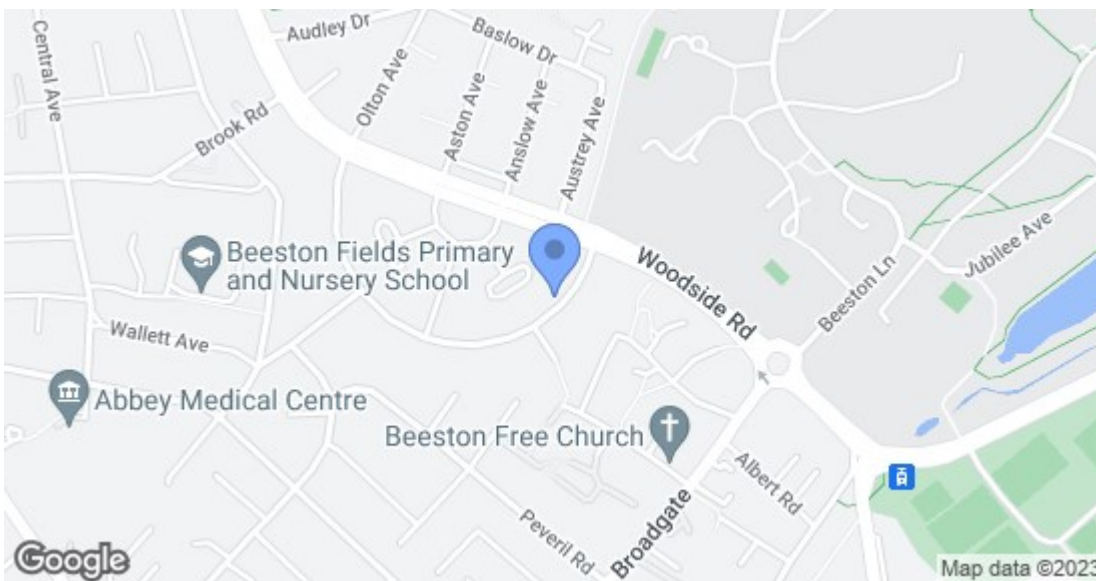 Audley Dr
Baslow Dr
Central Ave
Olton Ave
Brook Rd
Aston Ave
Anslow Ave
Austrey Ave
Beeston Fields Primary
and Nursery School
Woodside Rd
Beeston Ln
Jubilee Ave
Wallett Ave
Abbey Medical Centre
Beeston Free Church
Albert Rd
Peveril Rd
Broadgate
Google
Map data ©2023